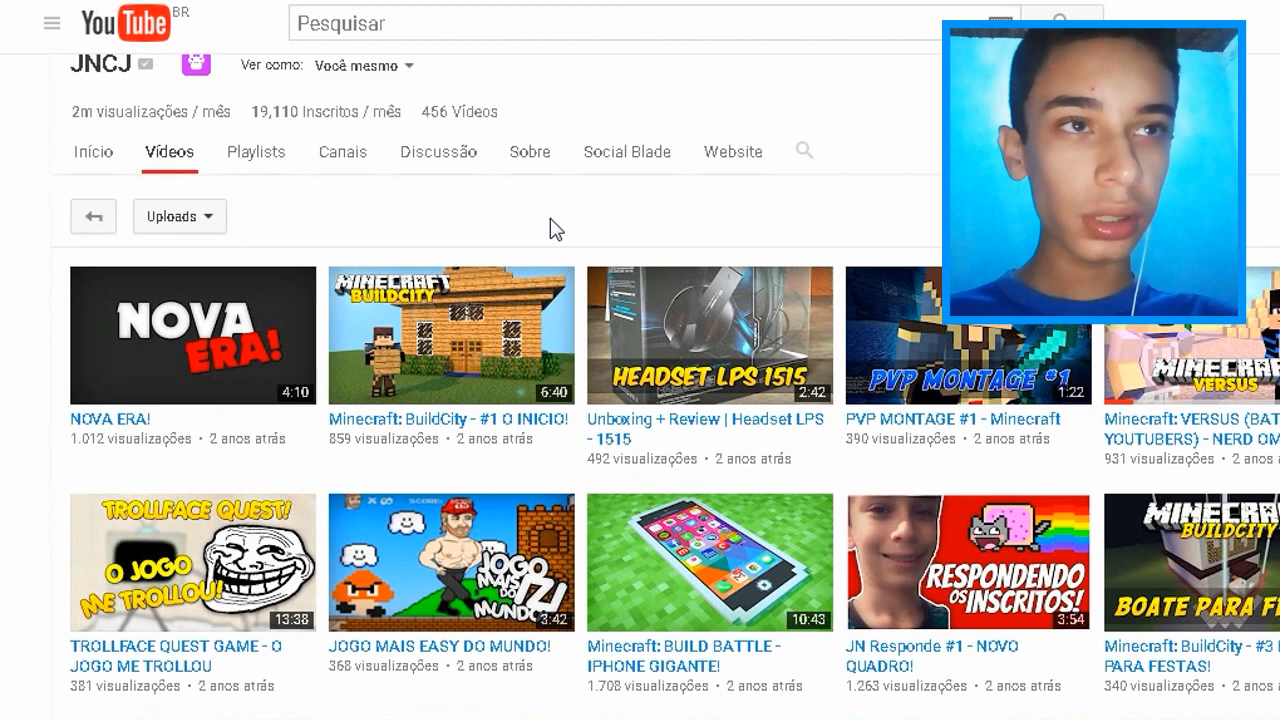 YouTube BR
Pesquisar
JNCJ
Ver como: Você mesmo
2m visualizações / mês 19,110 Inscritos / mês 456 Vídeos
Início Vídeos Playlists Canais Discussão Sobre Social Blade Website
Uploads
NOVA
ERA!
4:10
NOVA ERA!
1.012 visualizações • 2 anos atrás
MINECRAFT
BUILDCITY
6:40
Minecraft: BuildCity - #1 O INICIO!
859 visualizações • 2 anos atrás
HEADSET LPS 1515
2:42
Unboxing + Review | Headset LPS
- 1515
492 visualizações • 2 anos atrás
PVP MONTAGE #1
1:22
PVP MONTAGE #1 - Minecraft
390 visualizações • 2 anos atrás
MINECRAFT
VERSUS
Minecraft: VERSUS (BAT
YOUTUBERS) - NERD OM
931 visualizações • 2 anos
TROLLFACE QUEST!
O JOGO
ME TROLLOU!
13:38
TROLLFACE QUEST GAME - O
JOGO ME TROLLOU
381 visualizações • 2 anos atrás
SCORE:
JOGO
MAIS
DO
MUNDO
3:42
JOGO MAIS EASY DO MUNDO!
368 visualizações • 2 anos atrás
10:43
Minecraft: BUILD BATTLE -
IPHONE GIGANTE!
1.708 visualizações • 2 anos atrás
RESPONDENDO
OS INSCRITOS!
3:54
JN Responde #1 - NOVO
QUADRO!
1.263 visualizações • 2 anos atrás
MINECRA
BUILDCITY
BOATE PARA F
Minecraft: BuildCity - #3
PARA FESTAS!
340 visualizações • 2 anos